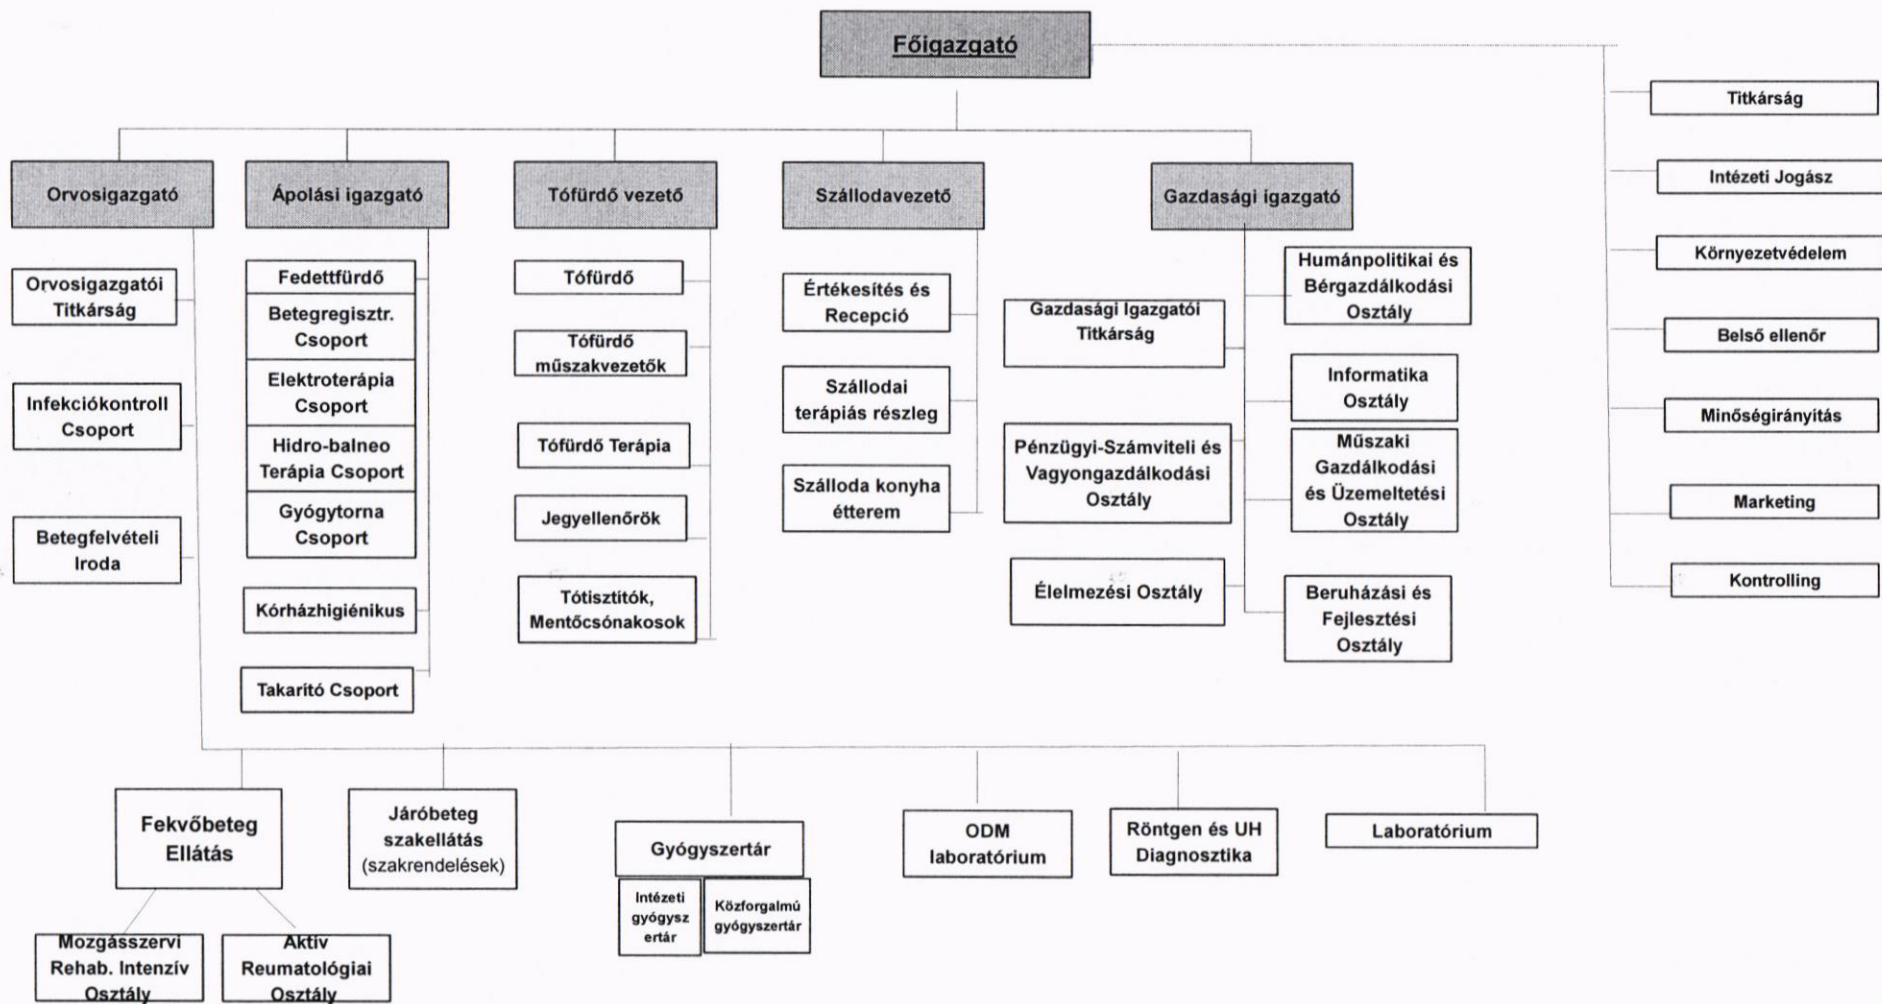 Főigazgató
Titkárság
Intézeti Jogász
Környezetvédelem
Belső ellenőr
Minőségirányítás
Marketing
Kontrolling
Orvosigazgató
Orvosigazgatói
Titkárság
Infekciókontroll
Csoport
Betegfelvételi
Iroda
Ápolási igazgató
Fedettfürdő
Betegregisztr.
Csoport
Elektroterápia
Csoport
Hidro-balneo
Terápia Csoport
Gyógytorna
Csoport
Kórházhigiénikus
Takarító Csoport
Tófürdő vezető
Tófürdő
Tófürdő
műszakvezetők
Tófürdő Terápia
Jegyellenőrök
Tótisztítók,
Mentőcsónakosok
Szállodavezető
Értékesítés és
Recepció
Szállodai
terápiás részleg
Szálloda konyha
étterem
Gazdasági igazgató
Gazdasági Igazgatói
Titkárság
Pénzügyi-Számviteli és
Vagyongazdálkodási
Osztály
Élelmezési Osztály
Humánpolitikai és
Bérgazdálkodási
Osztály
Informatika
Osztály
Műszaki
Gazdálkodási
és Üzemeltetési
Osztály
Beruházási és
Fejlesztési
Osztály
Fekvőbeteg
Ellátás
Mozgásszervi
Rehab. Intenzív
Osztály
Aktív
Reumatológiai
Osztály
Járóbeteg
szakellátás
(szakrendelések)
Gyógyszertár
Intézeti
gyógysz
ertár
Közforgalmú
gyógyszertár
ODM
laboratórium
Röntgen és UH
Diagnosztika
Laboratórium